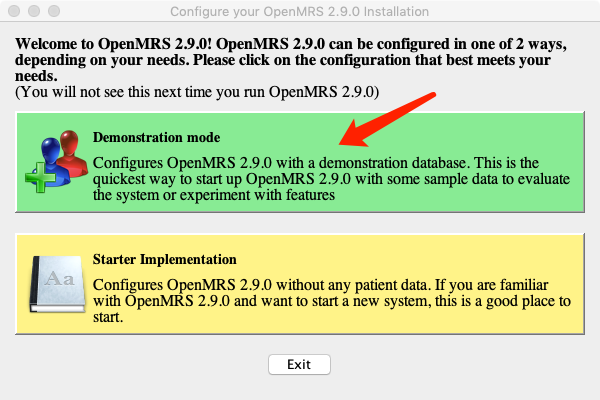 Configure your OpenMRS 2.9.0 Installation
Welcome to OpenMRS 2.9.0! OpenMRS 2.9.0 can be configured in one of 2 ways,
depending on your needs. Please click on the configuration that best meets your
needs.
(You will not see this next time you run OpenMRS 2.9.0)
Demonstration mode
Configures OpenMRS 2.9.0 with a demonstration database. This is the
quickest way to start up OpenMRS 2.9.0 with some sample data to evaluate
the system or experiment with features
Aa
Starter Implementation
Configures OpenMRS 2.9.0 without any patient data. If you are familiar
with OpenMRS 2.9.0 and want to start a new system, this is a good place to
start.
Exit